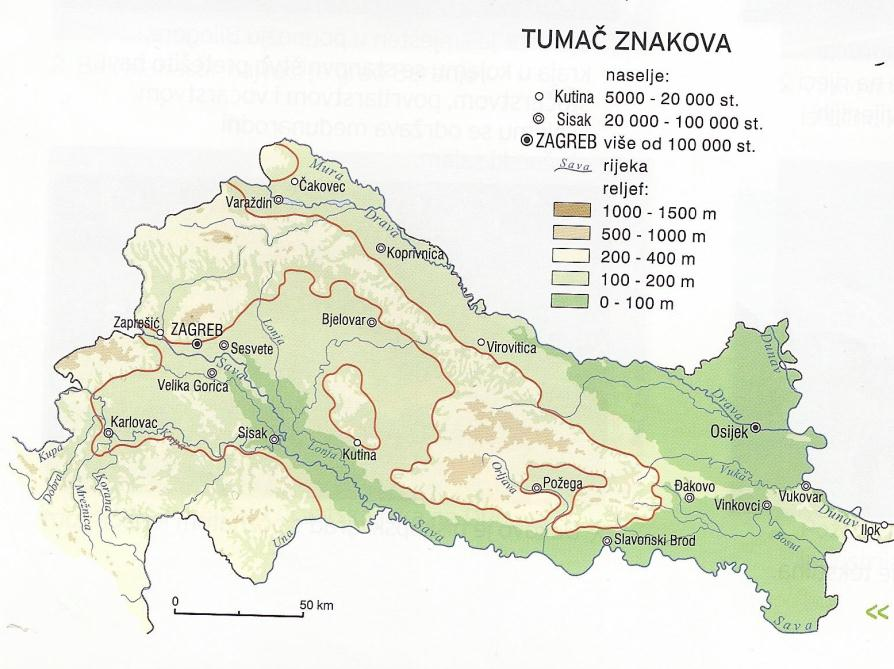 TUMAČ ZNAKOVA
naselje:
Kutina 5000 - 20 000 st.
Sisak 20 000 - 100 000 st.
ZAGREB više od 100 000 st.
Sava rijeka
reljef:
1000 - 1500 m
500 - 1000 m
200 - 400 m
100 - 200 m
0 - 100 m
Mura
Čakovec
Varaždin
Drava
Koprivnica
Zaprešić
ZAGREB
Sesvete
Lonja
Bjelovar
Virovitica
Sava
Velika Gorica
Dunav
Drava
Osijek
Karlovac
Kupa
Kupa
Sisak
Lonja
Kutina
Dobra
Mrežnica
Korana
Una
Sava
Orljava
Požega
Vuka
Đakovo
Vinkovci
Vukovar
Dunav
Ilok
Bosut
Slavonski Brod
Sava
0
50 km
<<